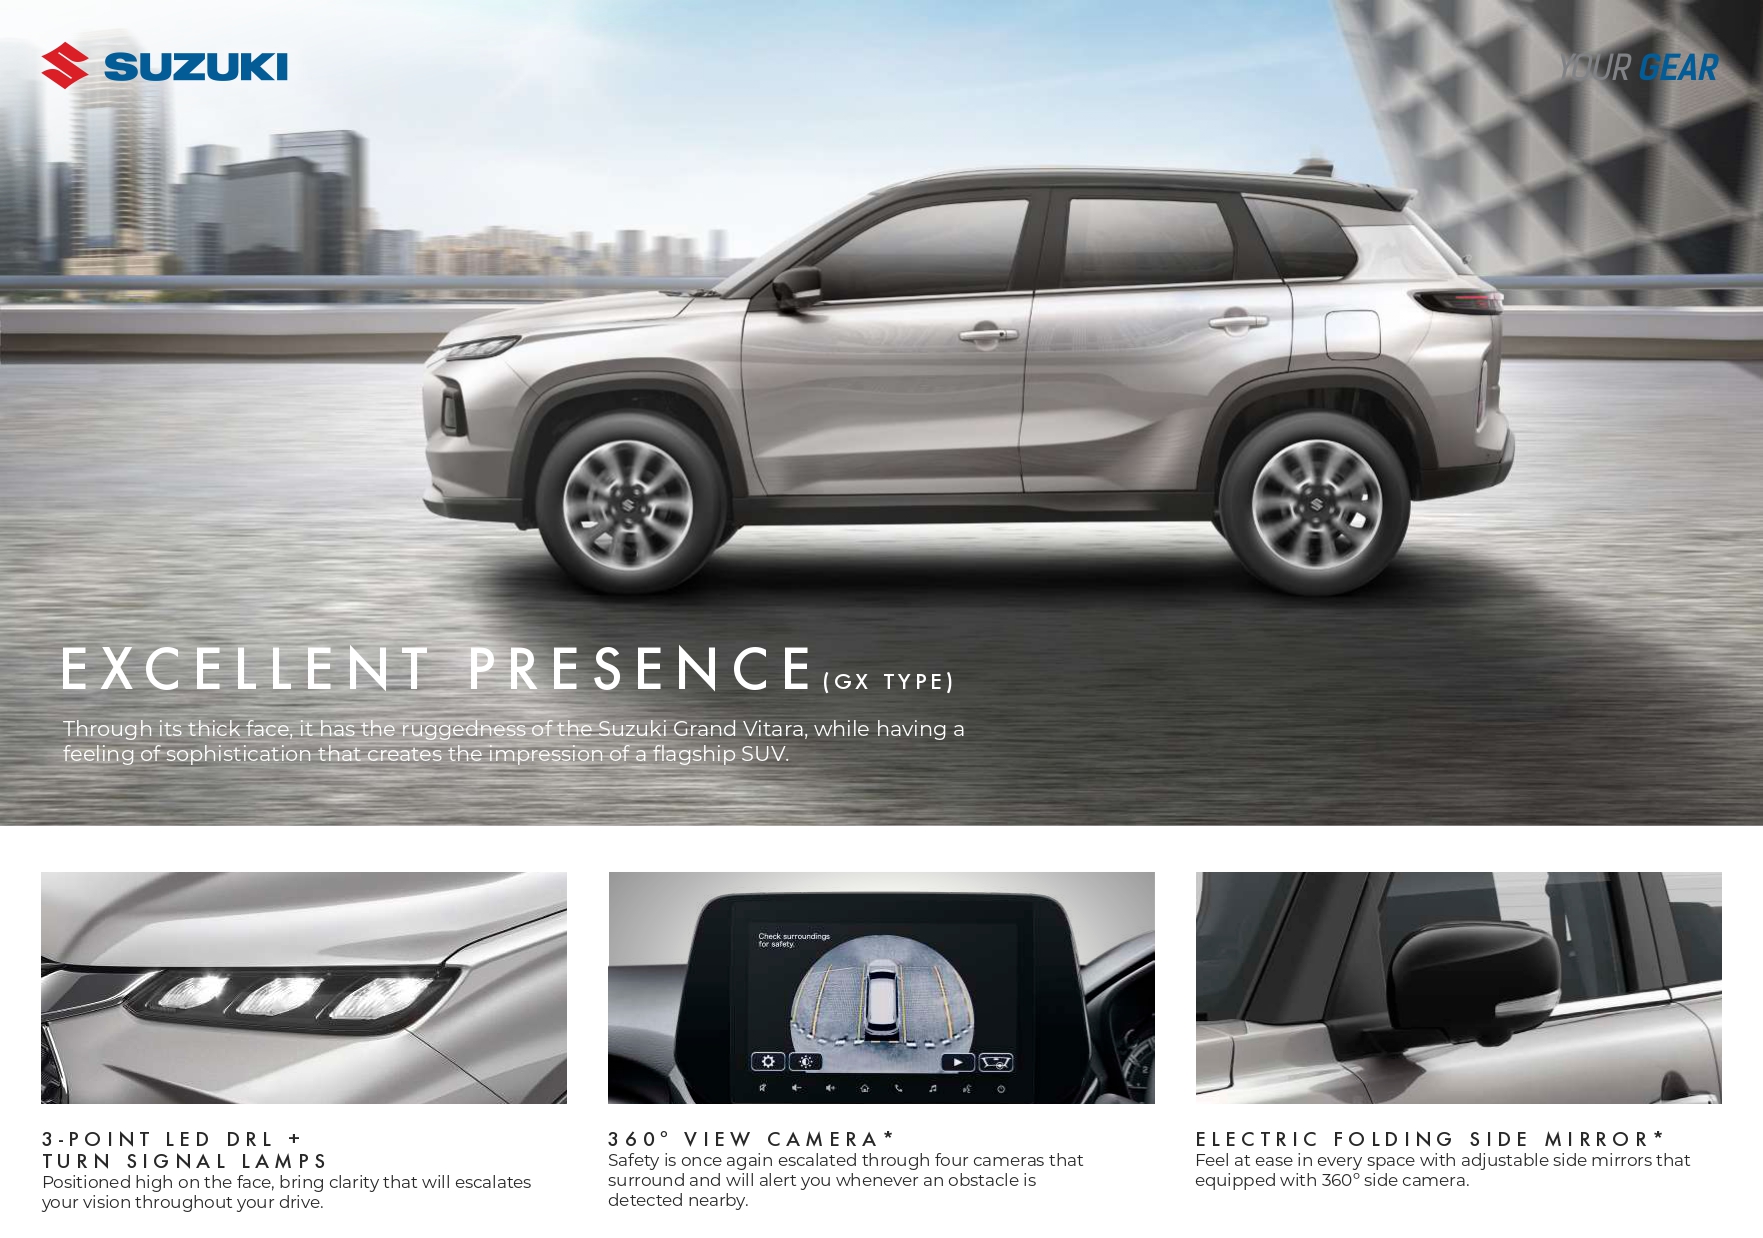 SUZUKI
YOUR GEAR
EXCELLENT PRESENCE (GX TYPE)
Through its thick face, it has the ruggedness of the Suzuki Grand Vitara, while having a
feeling of sophistication that creates the impression of a flagship SUV.
Check surroundings
for safety.
3-POINT LED DRL +
TURN SIGNAL LAMPS
Positioned high on the face, bring clarity that will escalates
your vision throughout your drive.
360° VIEW CAMERA*
Safety is once again escalated through four cameras that
surround and will alert you whenever an obstacle is
detected nearby.
ELECTRIC FOLDING SIDE MIRROR*
Feel at ease in every space with adjustable side mirrors that
equipped with 360° side camera.